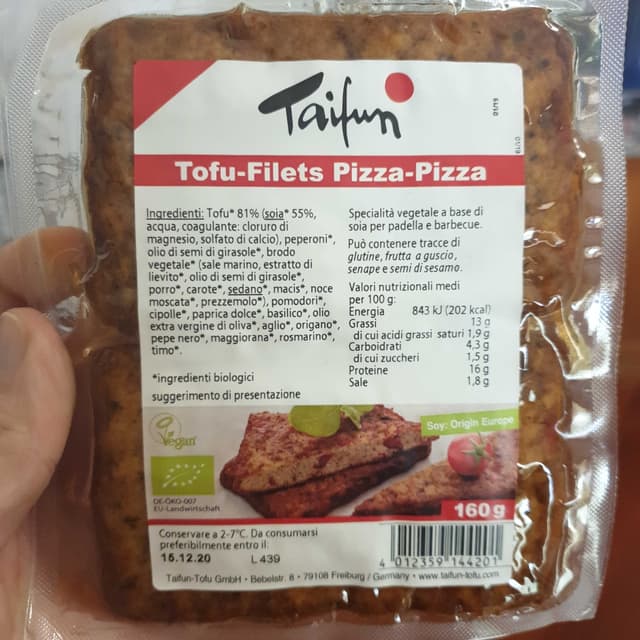 Taifun
01/19
6/10
Tofu-Filets Pizza-Pizza
Ingredienti: Tofu* 81% (soia* 55%,
acqua, coagulante: cloruro di
magnesio, solfato di calcio), peperoni*,
olio di semi di girasole*, brodo
vegetale* (sale marino, estratto di
lievito*, olio di semi di girasole*,
porro*, carote*, sedano*, macis*, noce
moscata*, prezzemolo*), pomodori*,
cipolle*, paprica dolce*, basilico*, olio
extra vergine di oliva*, aglio*, origano*,
pepe nero*, maggiorana*, rosmarino*,
timo*.
*ingredienti biologici
suggerimento di presentazione
Specialità vegetale a base di
soia per padella e barbecue.
Può contenere tracce di
glutine, frutta a guscio,
senape e semi di sesamo.
Valori nutrizionali medi
per 100 g:
Energia 843 kJ (202 kcal)
Grassi 13 g
di cui acidi grassi saturi 1,9 g
Carboidrati 4,3 g
di cui zuccheri 1,5 g
Proteine 16 g
Sale 1,8 g
Vegan
Soy: Origin Europe
DE-ÖKO-007
EU-Landwirtschaft
160 g
Conservare a 2-7°C. Da consumarsi
preferibilmente entro il:
15.12.20 L 439
4 012359 144201
Taifun-Tofu GmbH • Bebelstr. 8 • 79108 Freiburg / Germany • www.taifun-tofu.com